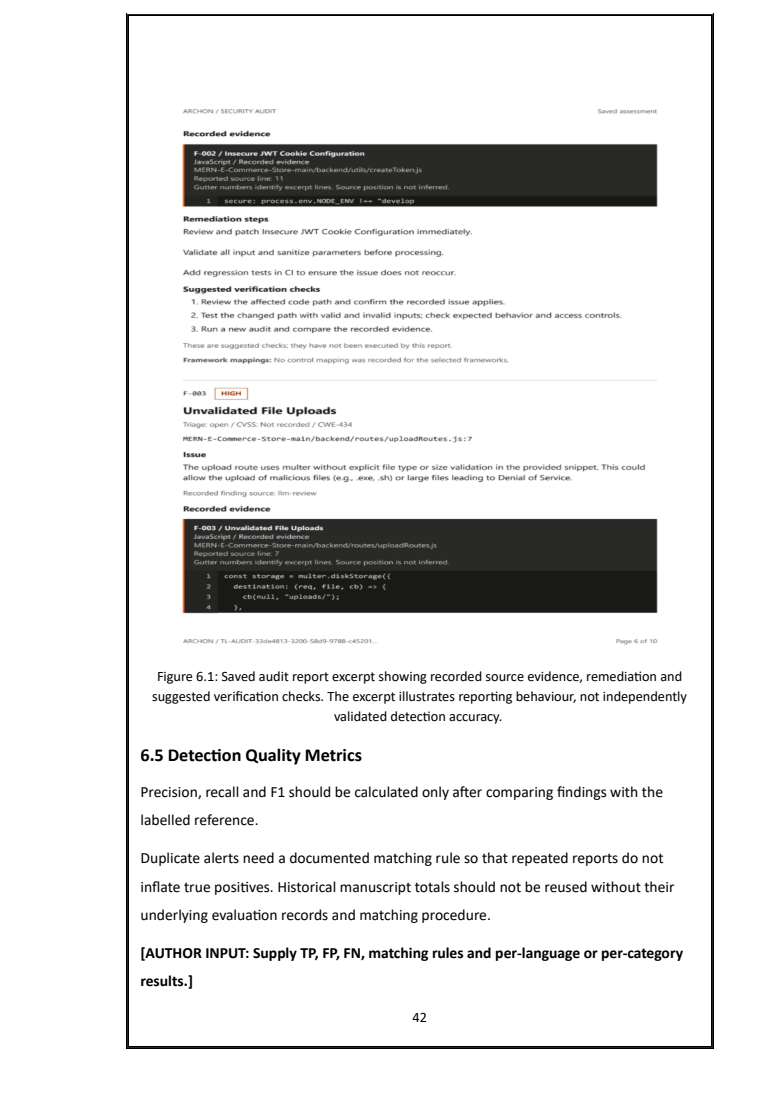 ARCHON / SECURITY AUDIT Saved assessment
Recorded evidence
F-002 / Insecure JWT Cookie Configuration
JavaScript / Recorded evidence
MERN-E-Commerce-Store-main/backend/utils/createToken.js
Reported source line: 11
Gutter numbers identify excerpt lines. Source position is not inferred.
1 secure: process.env.NODE_ENV !== "develop
Remediation steps
Review and patch Insecure JWT Cookie Configuration immediately.
Validate all input and sanitize parameters before processing.
Add regression tests in CI to ensure the issue does not reoccur.
Suggested verification checks
1. Review the affected code path and confirm the recorded issue applies.
2. Test the changed path with valid and invalid inputs; check expected behavior and access controls.
3. Run a new audit and compare the recorded evidence.
These are suggested checks; they have not been executed by this report.
Framework mappings: No control mapping was recorded for the selected frameworks.
F-003 HIGH
Unvalidated File Uploads
Triage: open / CVSS: Not recorded / CWE-434
MERN-E-Commerce-Store-main/backend/routes/uploadRoutes.js:7
Issue
The upload route uses multer without explicit file type or size validation in the provided snippet. This could
allow the upload of malicious files (e.g., .exe, .sh) or large files leading to Denial of Service.
Recorded finding source: llm-review
Recorded evidence
F-003 / Unvalidated File Uploads
JavaScript / Recorded evidence
MERN-E-Commerce-Store-main/backend/routes/uploadRoutes.js
Reported source line: 7
Gutter numbers identify excerpt lines. Source position is not inferred.
1 const storage = multer.diskStorage({
2 destination: (req, file, cb) => {
3 cb(null, "uploads/");
4 },
ARCHON / TL-AUDIT-33de4813-3200-58d9-9788-c45201... Page 6 of 10
Figure 6.1: Saved audit report excerpt showing recorded source evidence, remediation and
suggested verification checks. The excerpt illustrates reporting behaviour, not independently
validated detection accuracy.
6.5 Detection Quality Metrics
Precision, recall and F1 should be calculated only after comparing findings with the
labelled reference.
Duplicate alerts need a documented matching rule so that repeated reports do not
inflate true positives. Historical manuscript totals should not be reused without their
underlying evaluation records and matching procedure.
[AUTHOR INPUT: Supply TP, FP, FN, matching rules and per-language or per-category
results.]
42